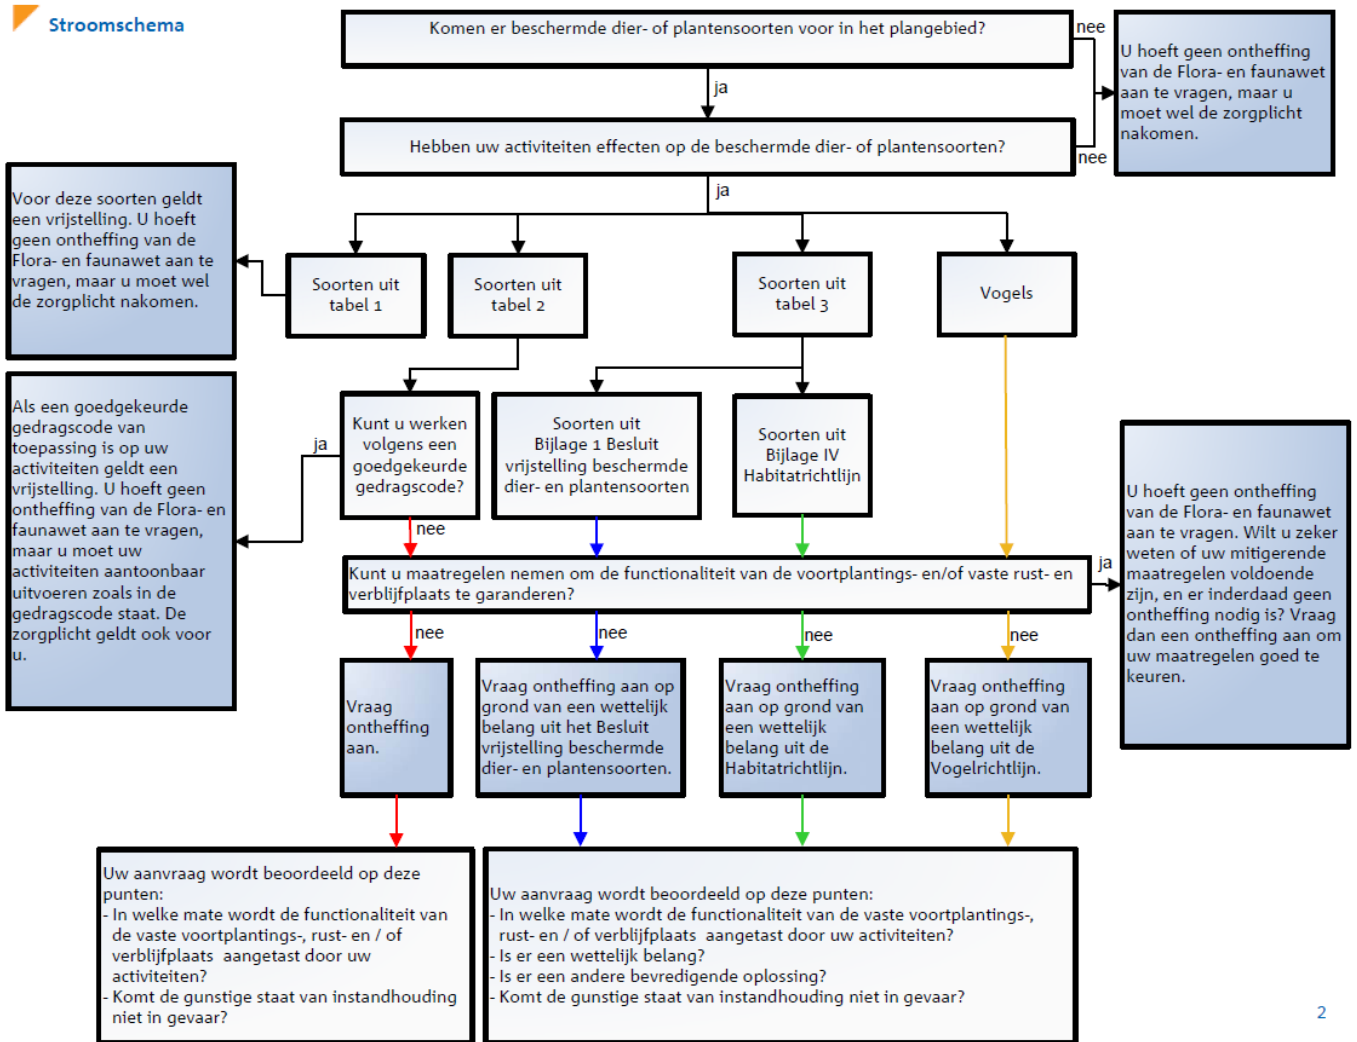 Stroomschema
Komen er beschermde dier- of plantensoorten voor in het plangebied?
nee
U hoeft geen ontheffing
van de Flora- en faunawet
aan te vragen, maar u
moet wel de zorgplicht
nakomen.
ja
Hebben uw activiteiten effecten op de beschermde dier- of plantensoorten?
nee
ja
Voor deze soorten geldt
een vrijstelling. U hoeft
geen ontheffing van de
Flora- en faunawet aan te
vragen, maar u moet wel
de zorgplicht nakomen.
Soorten uit
tabel 1
Soorten uit
tabel 2
Soorten uit
tabel 3
Vogels
Als een goedgekeurde
gedragscode van
toepassing is op uw
activiteiten geldt een
vrijstelling. U hoeft geen
ontheffing van de Flora- en
faunawet aan te vragen,
maar u moet uw
activiteiten aantoonbaar
uitvoeren zoals in de
gedragscode staat. De
zorgplicht geldt ook voor
u.
ja
Kunt u werken
volgens een
goedgekeurde
gedragscode?
Soorten uit
Bijlage 1 Besluit
vrijstelling beschermde
dier- en plantensoorten
Soorten uit
Bijlage IV
Habitatrichtlijn
nee
Kunt u maatregelen nemen om de functionaliteit van de voortplantings- en/of vaste rust- en
verblijfplaats te garanderen?
ja
U hoeft geen ontheffing
van de Flora- en faunawet
aan te vragen. Wilt u zeker
weten of uw mitigerende
maatregelen voldoende
zijn, en er inderdaad geen
ontheffing nodig is? Vraag
dan een ontheffing aan om
uw maatregelen goed te
keuren.
nee
nee
nee
nee
Vraag
ontheffing
aan.
Vraag ontheffing aan op
grond van een wettelijk
belang uit het Besluit
vrijstelling beschermde
dier- en plantensoorten.
Vraag ontheffing
aan op grond van
een wettelijk
belang uit de
Habitatrichtlijn.
Vraag ontheffing
aan op grond van
een wettelijk
belang uit de
Vogelrichtlijn.
Uw aanvraag wordt beoordeeld op deze
punten:
- In welke mate wordt de functionaliteit van
de vaste voortplantings-, rust- en / of
verblijfplaats aangetast door uw
activiteiten?
- Komt de gunstige staat van instandhouding
niet in gevaar?
Uw aanvraag wordt beoordeeld op deze punten:
- In welke mate wordt de functionaliteit van de vaste voortplantings-,
rust- en / of verblijfplaats aangetast door uw activiteiten?
- Is er een wettelijk belang?
- Is er een andere bevredigende oplossing?
- Komt de gunstige staat van instandhouding niet in gevaar?
2